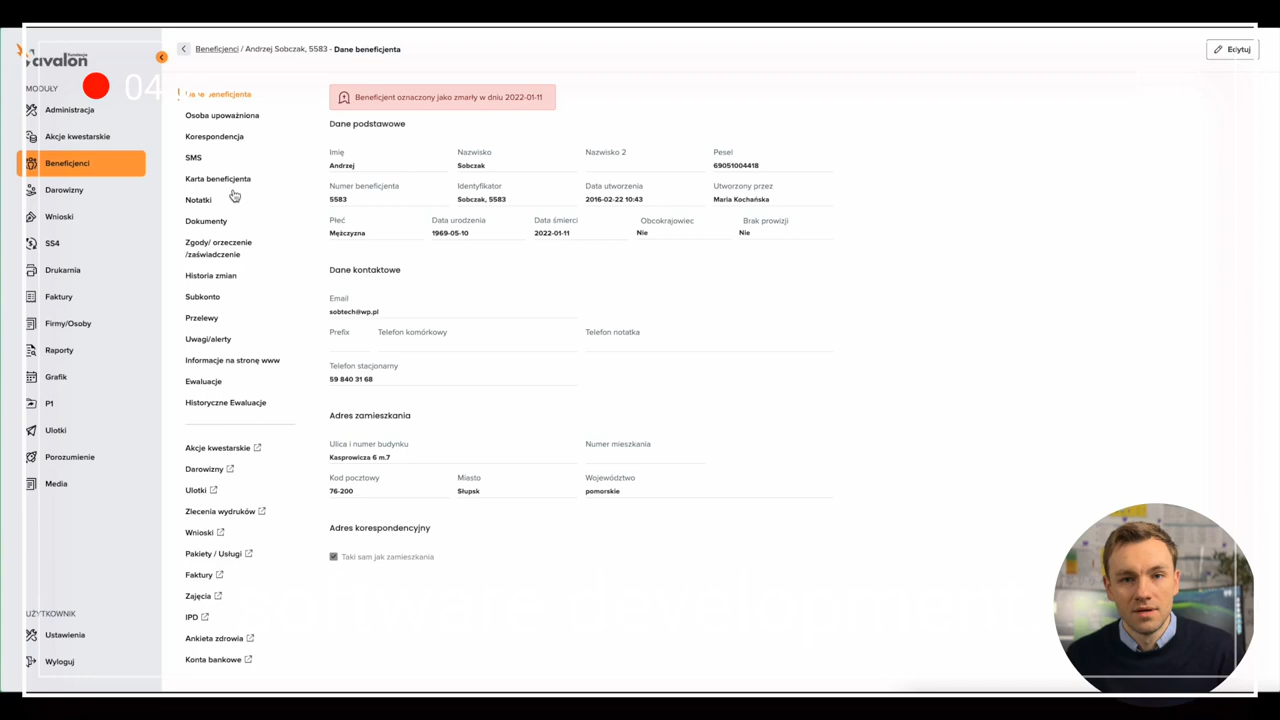 Fundacja
avalon
04
MODUŁY
Administracja
Akcje kwestarskie
Beneficjenci
Darowizny
Wnioski
SS4
Drukarnia
Faktury
Firmy/Osoby
Raporty
Grafik
P1
Ulotki
Porozumienie
Media
UŻYTKOWNIK
Ustawienia
Wyloguj
Beneficjenci / Andrzej Sobczak, 5583 - Dane beneficjenta
Edytuj
Dane beneficjenta
Osoba upoważniona
Korespondencja
SMS
Karta beneficjenta
Notatki
Dokumenty
Zgody/ orzeczenie
/zaświadczenie
Historia zmian
Subkonto
Przelewy
Uwagi/alerty
Informacje na stronę www
Ewaluacje
Historyczne Ewaluacje
Akcje kwestarskie
Darowizny
Ulotki
Zlecenia wydruków
Wnioski
Pakiety / Usługi
Faktury
Zajęcia
IPD
Ankieta zdrowia
Konta bankowe
Beneficjent oznaczony jako zmarły w dniu 2022-01-11
Dane podstawowe
Imię Nazwisko Nazwisko 2 Pesel
Andrzej Sobczak 69051004418
Numer beneficjenta Identyfikator Data utworzenia Utworzony przez
5583 Sobczak, 5583 2016-02-22 10:43 Maria Kochańska
Płeć Data urodzenia Data śmierci Obcokrajowiec Brak prowizji
Mężczyzna 1969-05-10 2022-01-11 Nie Nie
Dane kontaktowe
Email
sobtech@wp.pl
Prefix Telefon komórkowy Telefon notatka
Telefon stacjonarny
59 840 31 68
Adres zamieszkania
Ulica i numer budynku Numer mieszkania
Kasprowicza 6 m.7
Kod pocztowy Miasto Województwo
76-200 Słupsk pomorskie
Adres korespondencyjny
Taki sam jak zamieszkania
software development